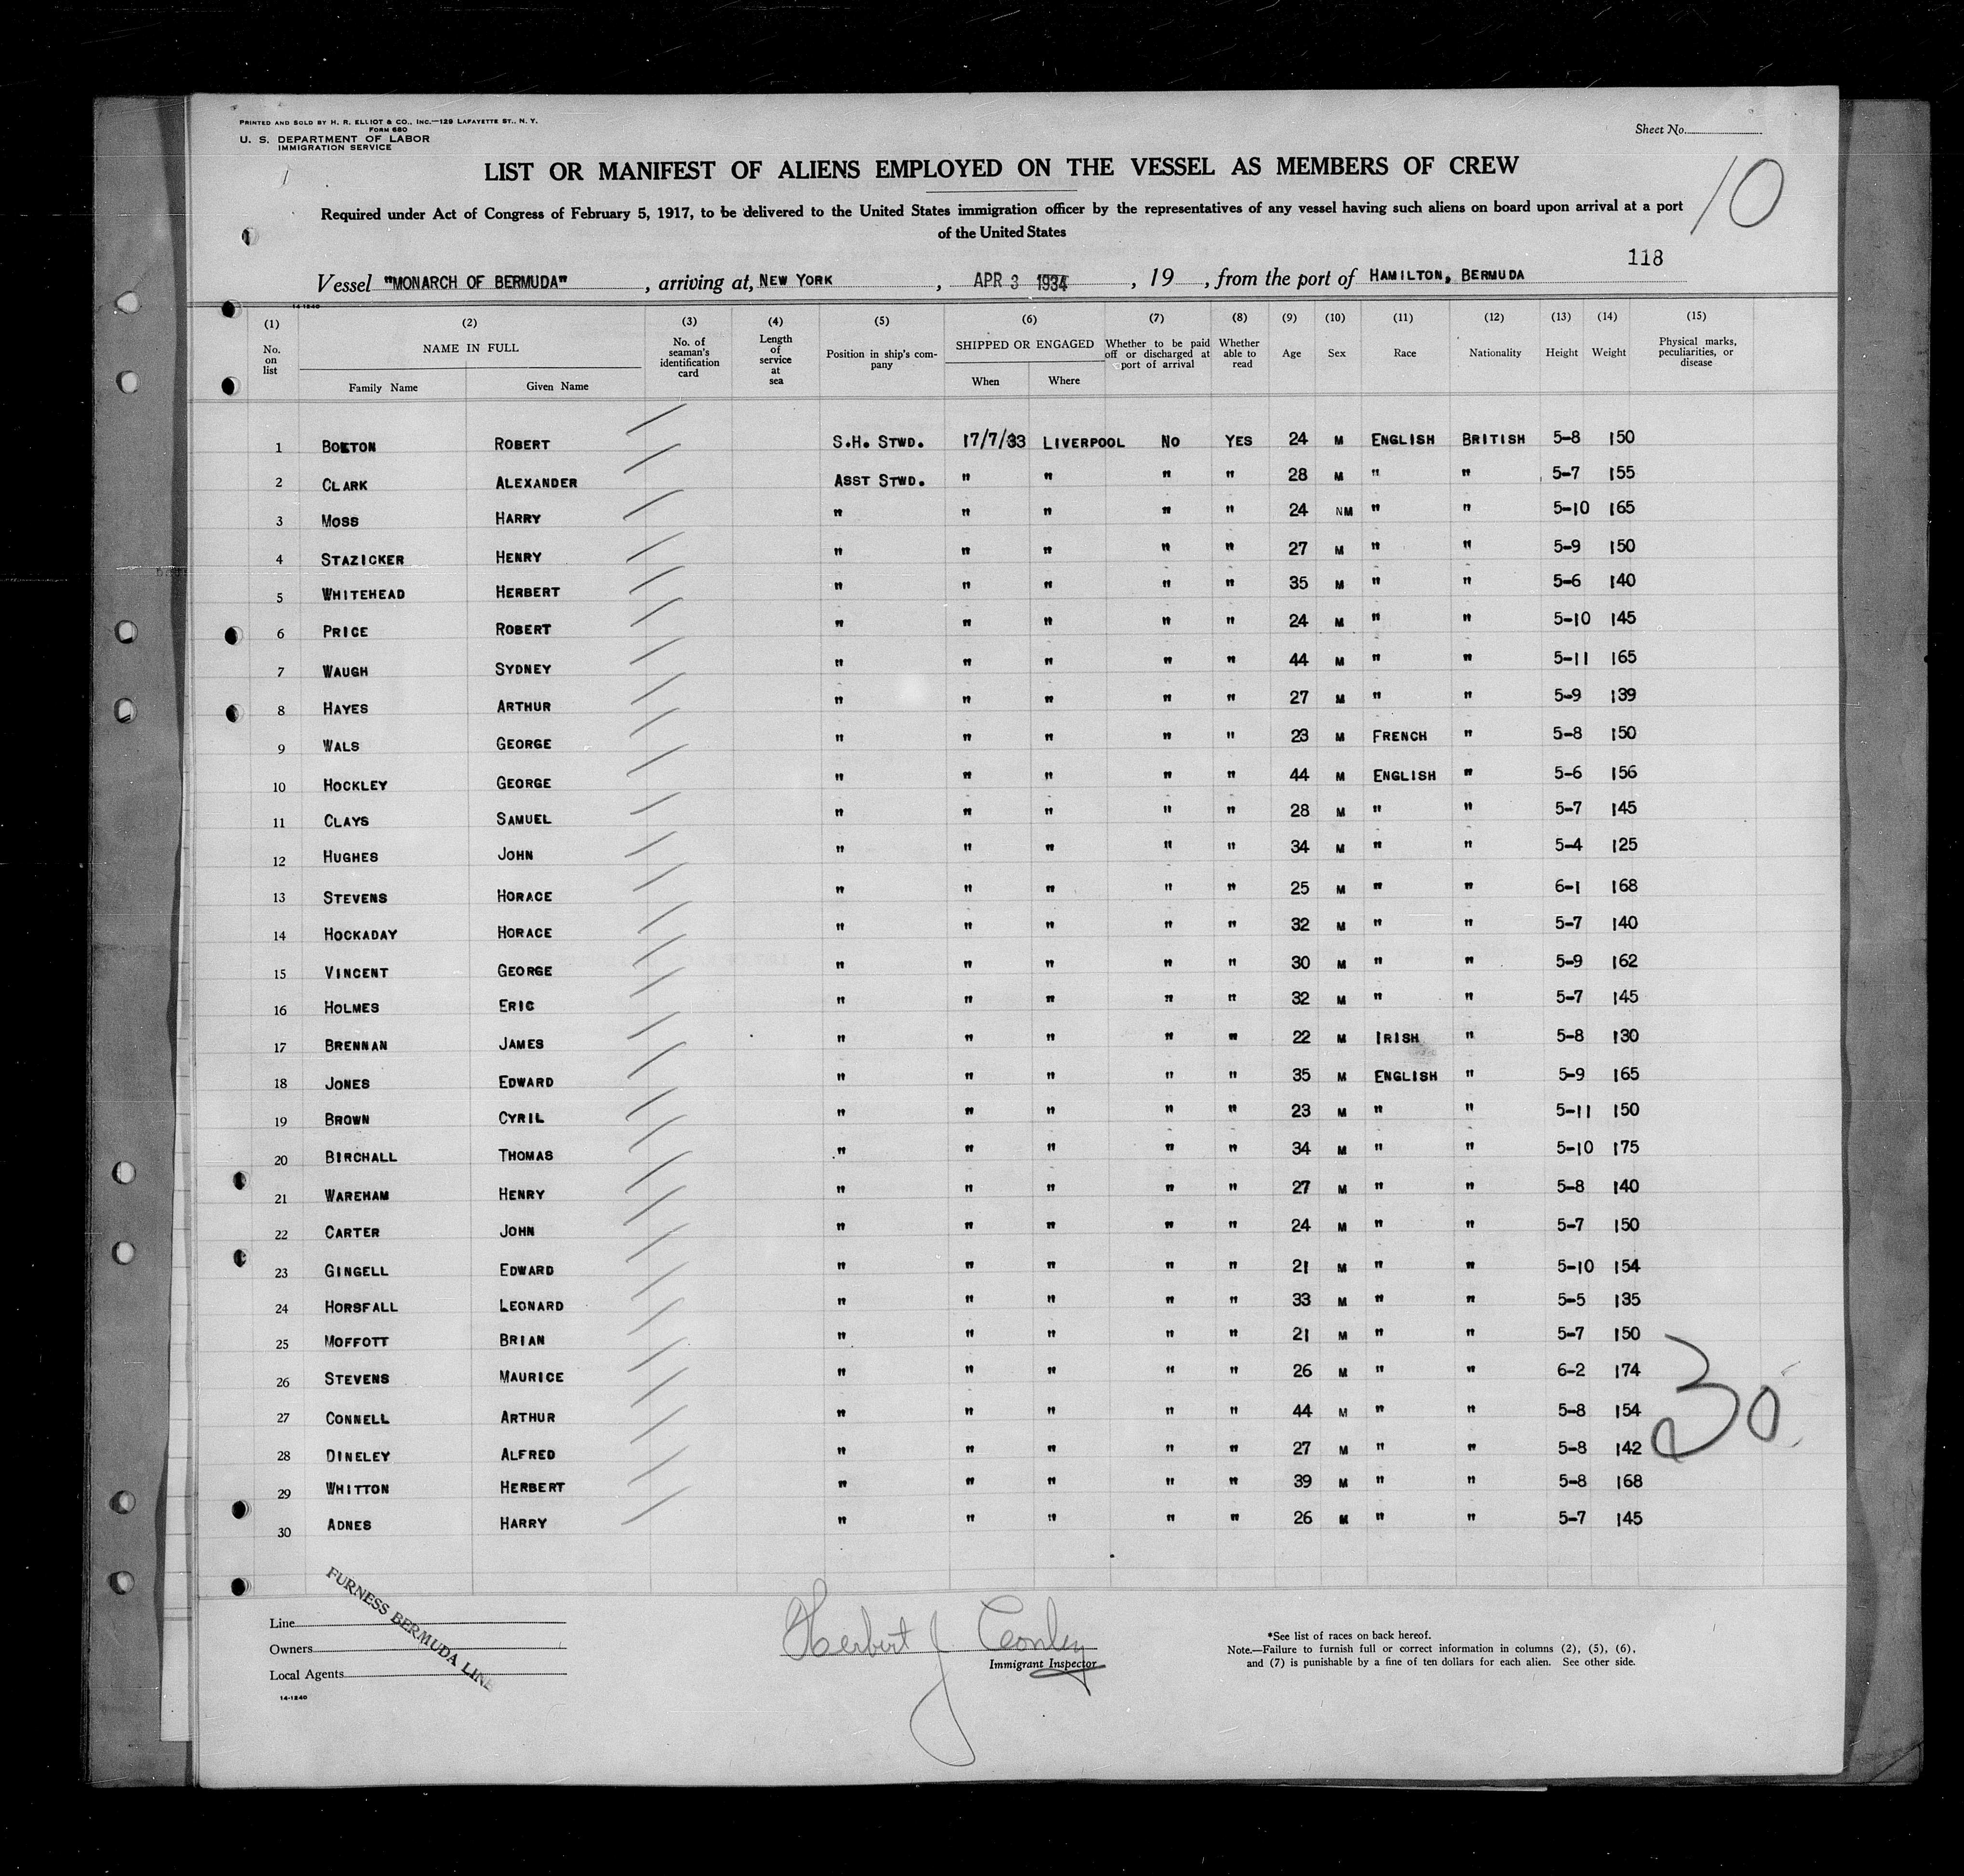 PRINTED AND SOLD BY H. R. ELLIOT & CO., INC.—129 LAFAYETTE ST., N. Y.
FORM 680
U. S. DEPARTMENT OF LABOR
IMMIGRATION SERVICE
Sheet No.
LIST OR MANIFEST OF ALIENS EMPLOYED ON THE VESSEL AS MEMBERS OF CREW
10
Required under Act of Congress of February 5, 1917, to be delivered to the United States immigration officer by the representatives of any vessel having such aliens on board upon arrival at a port
of the United States
118
Vessel "MONARCH OF BERMUDA", arriving at, NEW YORK, APR 3 1934, 19, from the port of HAMILTON, BERMUDA
14-1240
(1) (2) (3) (4) (5) (6) (7) (8) (9) (10) (11) (12) (13) (14) (15)
No. on list NAME IN FULL Family Name Given Name No. of seaman's identification card Length of service at sea Position in ship's company SHIPPED OR ENGAGED When Where Whether to be paid off or discharged at port of arrival Whether able to read Age Sex Race Nationality Height Weight Physical marks, peculiarities, or disease
1 BOLTON ROBERT S.H. STWD. 17/7/33 LIVERPOOL NO YES 24 M ENGLISH BRITISH 5-8 150
2 CLARK ALEXANDER ASST STWD. " " " " 28 M " " 5-7 155
3 MOSS HARRY " " " " " 24 NM " " 5-10 165
4 STAZICKER HENRY " " " " " 27 M " " 5-9 150
5 WHITEHEAD HERBERT " " " " " 35 M " " 5-6 140
6 PRICE ROBERT " " " " " 24 M " " 5-10 145
7 WAUGH SYDNEY " " " " " 44 M " " 5-11 165
8 HAYES ARTHUR " " " " " 27 M " " 5-9 139
9 WALS GEORGE " " " " " 23 M FRENCH " 5-8 150
10 HOCKLEY GEORGE " " " " " 44 M ENGLISH " 5-6 156
11 CLAYS SAMUEL " " " " " 28 M " " 5-7 145
12 HUGHES JOHN " " " " " 34 M " " 5-4 125
13 STEVENS HORACE " " " " " 25 M " " 6-1 168
14 HOCKADAY HORACE " " " " " 32 M " " 5-7 140
15 VINCENT GEORGE " " " " " 30 M " " 5-9 162
16 HOLMES ERIC " " " " " 32 M " " 5-7 145
17 BRENNAN JAMES " " " " " 22 M IRISH " 5-8 130
18 JONES EDWARD " " " " " 35 M ENGLISH " 5-9 165
19 BROWN CYRIL " " " " " 23 M " " 5-11 150
20 BIRCHALL THOMAS " " " " " 34 M " " 5-10 175
21 WAREHAM HENRY " " " " " 27 M " " 5-8 140
22 CARTER JOHN " " " " " 24 M " " 5-7 150
23 GINGELL EDWARD " " " " " 21 M " " 5-10 154
24 HORSFALL LEONARD " " " " " 33 M " " 5-5 135
25 MOFFOTT BRIAN " " " " " 21 M " " 5-7 150
26 STEVENS MAURICE " " " " " 26 M " " 6-2 174
27 CONNELL ARTHUR " " " " " 44 M " " 5-8 154
28 DINELEY ALFRED " " " " " 27 M " " 5-8 142
29 WHITTON HERBERT " " " " " 39 M " " 5-8 168
30 ADNES HARRY " " " " " 26 M " " 5-7 145
30
FURNESS BERMUDA LINE
Line
Owners
Local Agents
14-1240
Herbert J Conley
Immigrant Inspector
*See list of races on back hereof.
Note.—Failure to furnish full or correct information in columns (2), (5), (6),
and (7) is punishable by a fine of ten dollars for each alien. See other side.